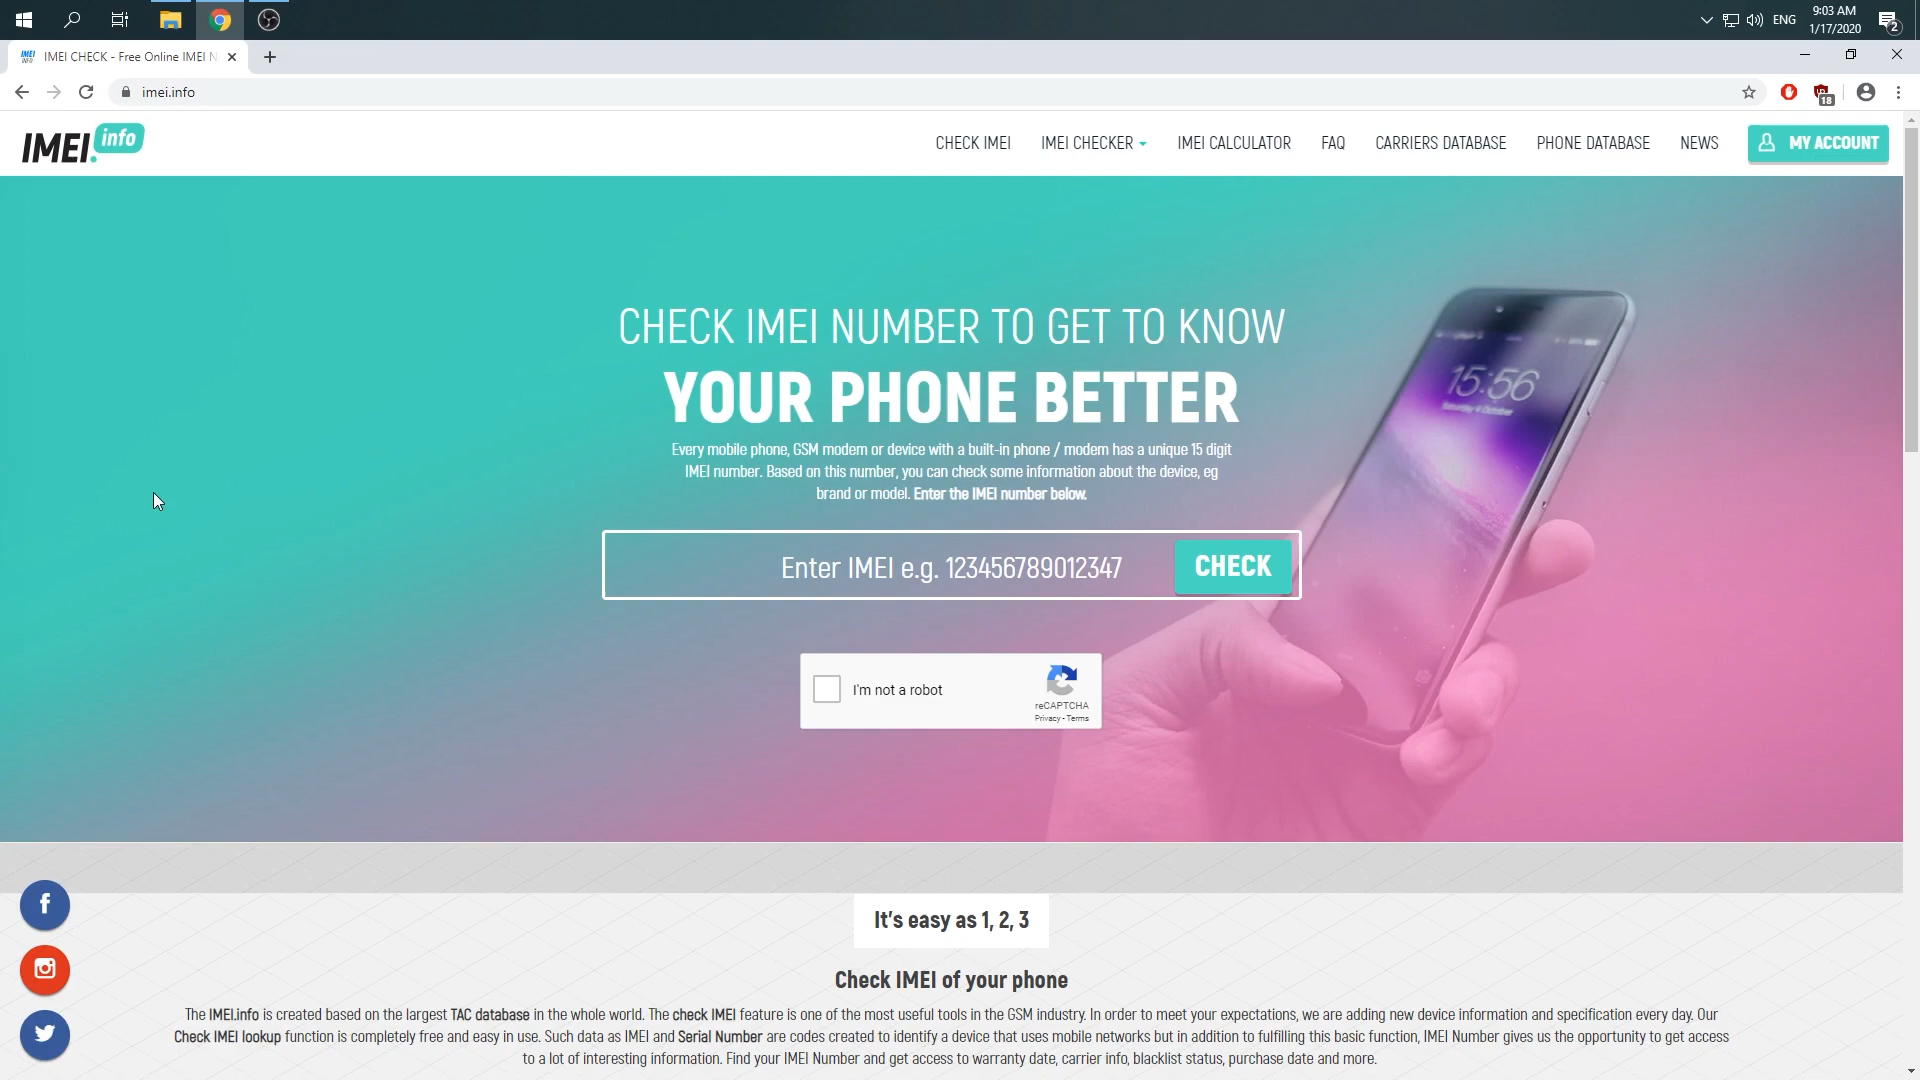 9:03 AM
ENG
1/17/2020
2
IMEI CHECK - Free Online IMEI N
imei.info
18
IMEI.info
CHECK IMEI
IMEI CHECKER
IMEI CALCULATOR
FAQ
CARRIERS DATABASE
PHONE DATABASE
NEWS
MY ACCOUNT
CHECK IMEI NUMBER TO GET TO KNOW
YOUR PHONE BETTER
15:56
Saturday 4 October
Every mobile phone, GSM modem or device with a built-in phone / modem has a unique 15 digit
IMEI number. Based on this number, you can check some information about the device, eg
brand or model. Enter the IMEI number below.
Enter IMEI e.g. 123456789012347
CHECK
I'm not a robot
reCAPTCHA
Privacy - Terms
It's easy as 1, 2, 3
Check IMEI of your phone
The IMEI.info is created based on the largest TAC database in the whole world. The check IMEI feature is one of the most useful tools in the GSM industry. In order to meet your expectations, we are adding new device information and specification every day. Our
Check IMEI lookup function is completely free and easy in use. Such data as IMEI and Serial Number are codes created to identify a device that uses mobile networks but in addition to fulfilling this basic function, IMEI Number gives us the opportunity to get access
to a lot of interesting information. Find your IMEI Number and get access to warranty date, carrier info, blacklist status, purchase date and more.